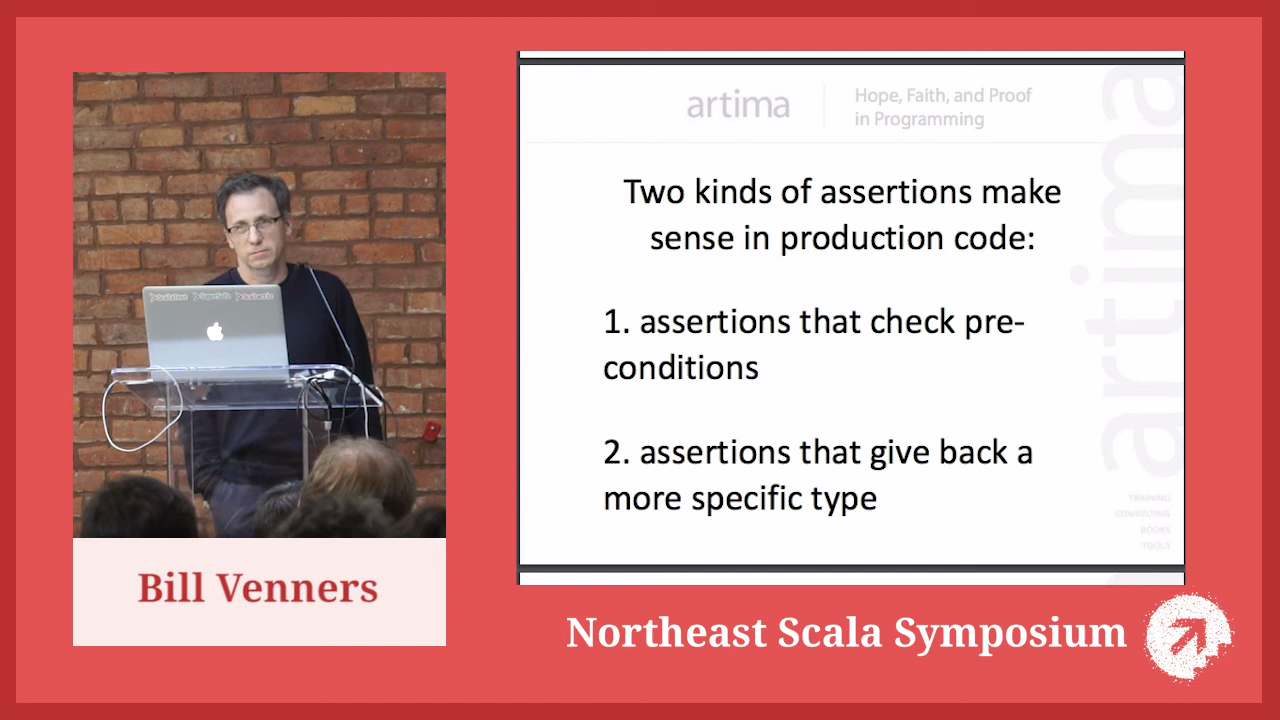 artima
Hope, Faith, and Proof
in Programming
Two kinds of assertions make
sense in production code:
1. assertions that check pre-
conditions
2. assertions that give back a
more specific type
artima
TRAINING
CONSULTING
BOOKS
TOOLS
Bill Venners
Northeast Scala Symposium